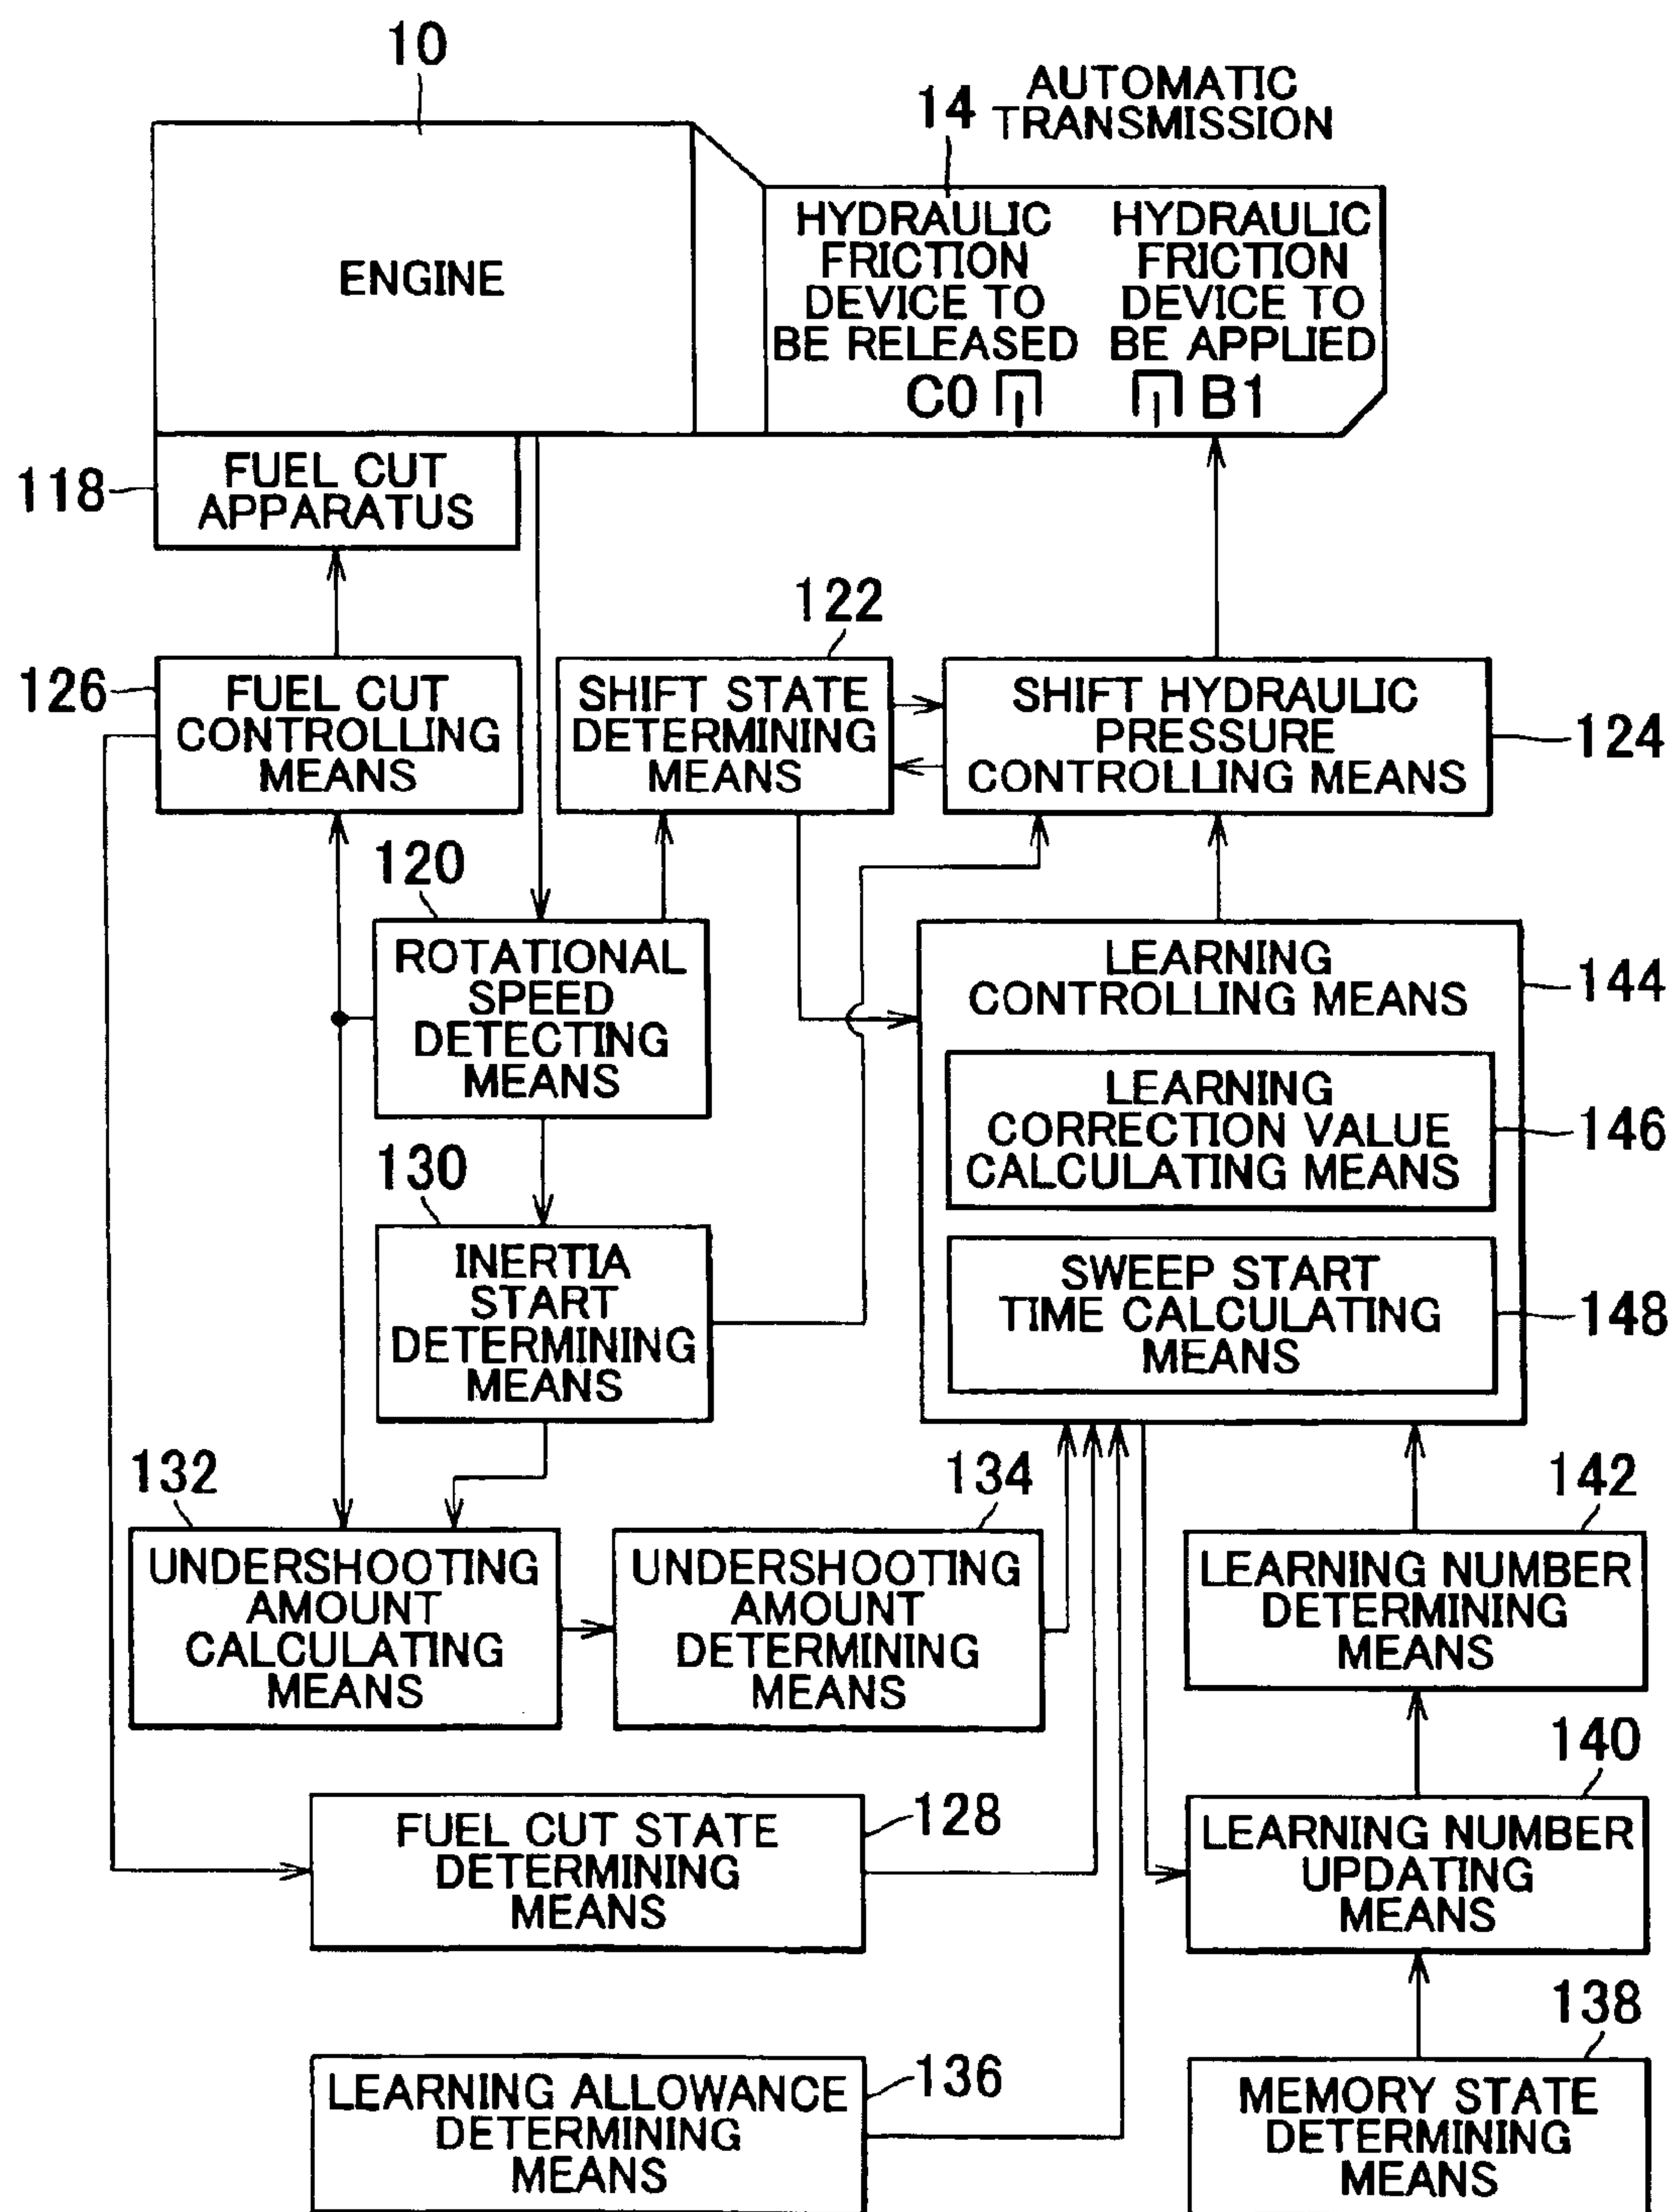 10
AUTOMATIC
14 TRANSMISSION
ENGINE
HYDRAULIC
FRICTION
DEVICE TO
BE RELEASED
C0
HYDRAULIC
FRICTION
DEVICE TO
BE APPLIED
B1
118
FUEL CUT
APPARATUS
122
126
FUEL CUT
CONTROLLING
MEANS
SHIFT STATE
DETERMINING
MEANS
SHIFT HYDRAULIC
PRESSURE
CONTROLLING MEANS
124
120
ROTATIONAL
SPEED
DETECTING
MEANS
LEARNING
CONTROLLING MEANS
144
LEARNING
CORRECTION VALUE
CALCULATING MEANS
146
130
INERTIA
START
DETERMINING
MEANS
SWEEP START
TIME CALCULATING
MEANS
148
132
UNDERSHOOTING
AMOUNT
CALCULATING
MEANS
134
UNDERSHOOTING
AMOUNT
DETERMINING
MEANS
142
LEARNING NUMBER
DETERMINING
MEANS
140
LEARNING NUMBER
UPDATING
MEANS
128
FUEL CUT STATE
DETERMINING
MEANS
138
MEMORY STATE
DETERMINING
MEANS
136
LEARNING ALLOWANCE
DETERMINING
MEANS